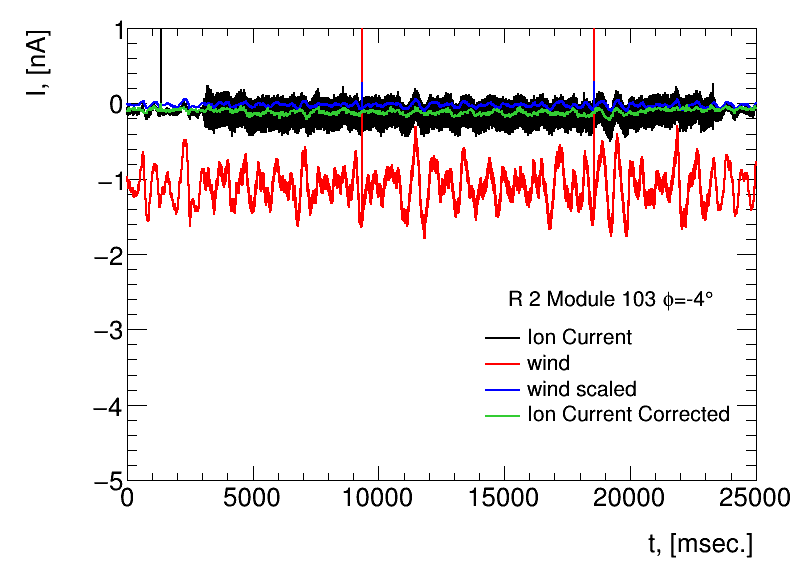 I, [nA]
1
0
−1
−2
−3
−4
−5
R 2 Module 103 ϕ=-4°
Ion Current
wind
wind scaled
Ion Current Corrected
0 5000 10000 15000 20000 25000
t, [msec.]